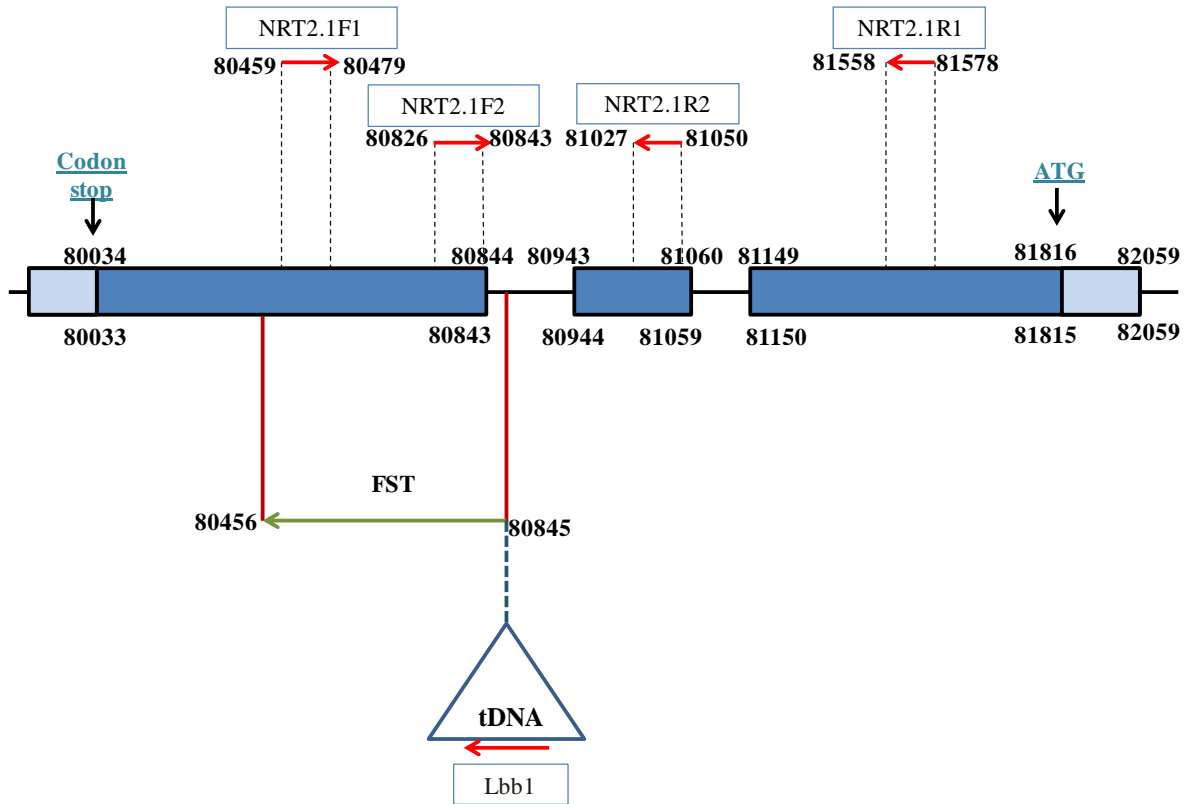 NRT2.1F1
NRT2.1R1
80459 80479
81558 81578
NRT2.1F2
NRT2.1R2
80826 80843
81027 81050
Codon
stop
ATG
80034
80844
80943
81060
81149
81816
82059
80033
80843
80944
81059
81150
81815
82059
FST
80456
80845
tDNA
Lbb1